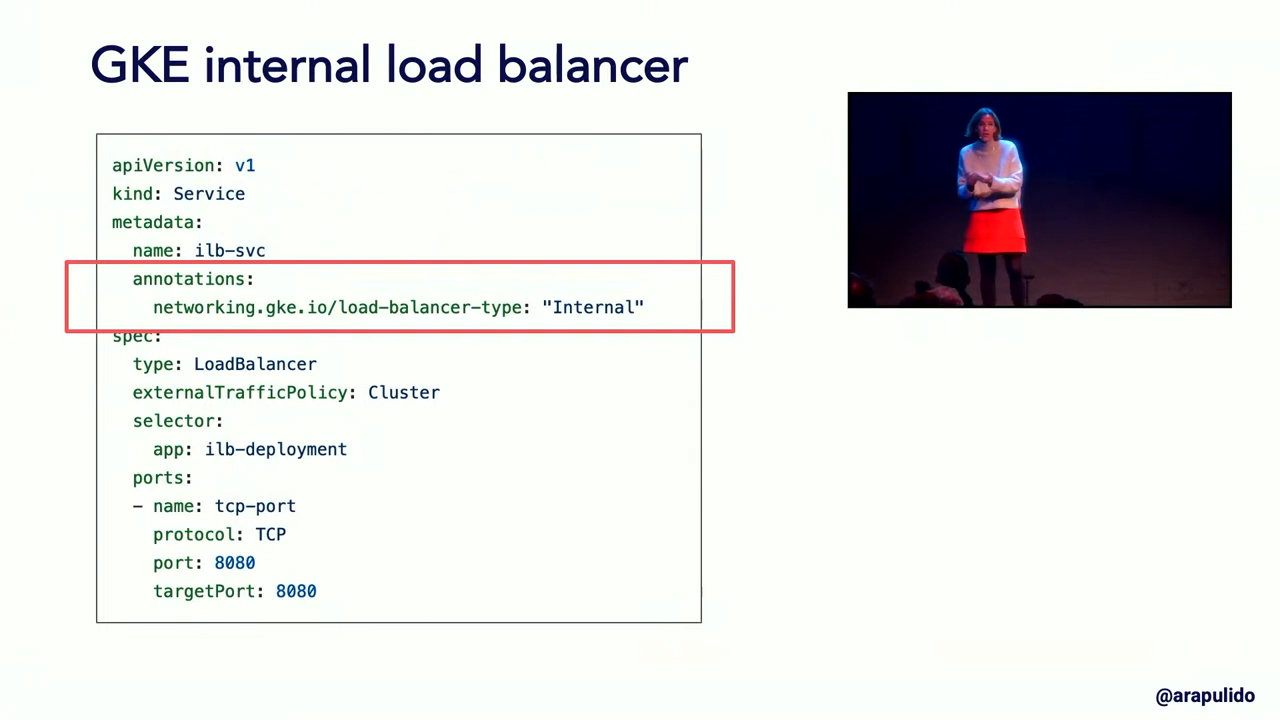 GKE internal load balancer
apiVersion: v1
kind: Service
metadata:
  name: ilb-svc
  annotations:
    networking.gke.io/load-balancer-type: "Internal"
spec:
  type: LoadBalancer
  externalTrafficPolicy: Cluster
  selector:
    app: ilb-deployment
  ports:
  - name: tcp-port
    protocol: TCP
    port: 8080
    targetPort: 8080
@arapulido